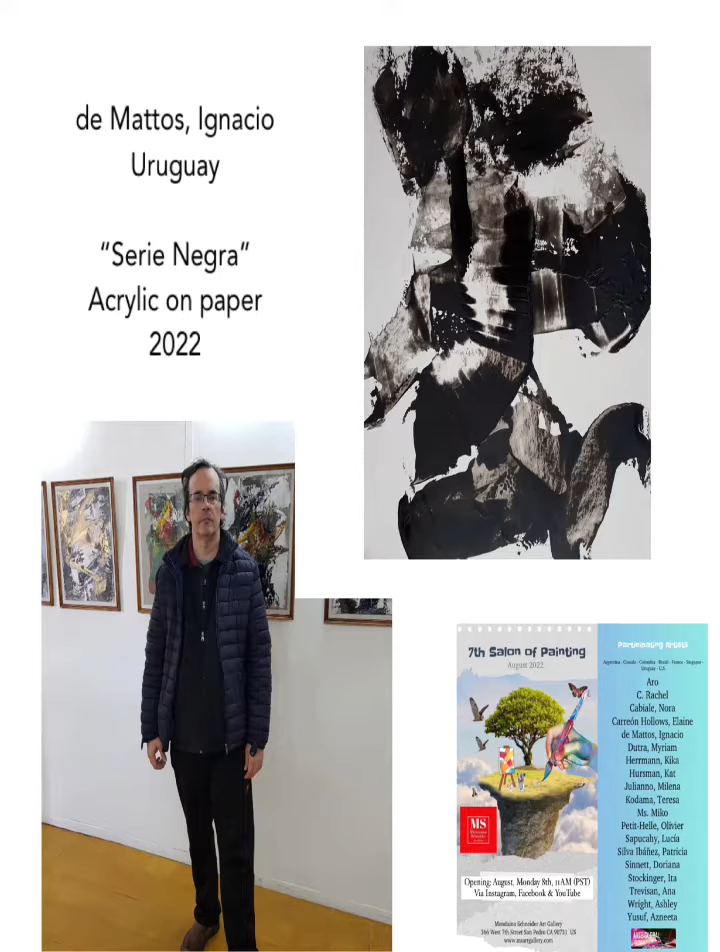 de Mattos, Ignacio
Uruguay
“Serie Negra”
Acrylic on paper
2022
7th Salon of Painting
August 2022
MS
Opening: August, Monday 8th, 11AM (PST)
Via Instagram, Facebook & YouTube
Mendiains Schneider Art Gallery
366 West 7th Street San Pedro CA 90731 US
www.msartgallery.com
Participating Artists
Argentina - Canada - Colombia - Brazil - France - Singapur -
Uruguay - U.S.
Aro
C. Rachel
Cabiale, Nora
Carreón Hollows, Elaine
de Mattos, Ignacio
Dutra, Myriam
Herrmann, Kika
Hursman, Kat
Julianno, Milena
Kodama, Teresa
Ms. Miko
Petit-Helle, Olivier
Sapucahy, Lucía
Silva Ibáñez, Patricia
Sinnett, Doriana
Stockinger, Ita
Trevisan, Ana
Wright, Ashley
Yusuf, Azneeta